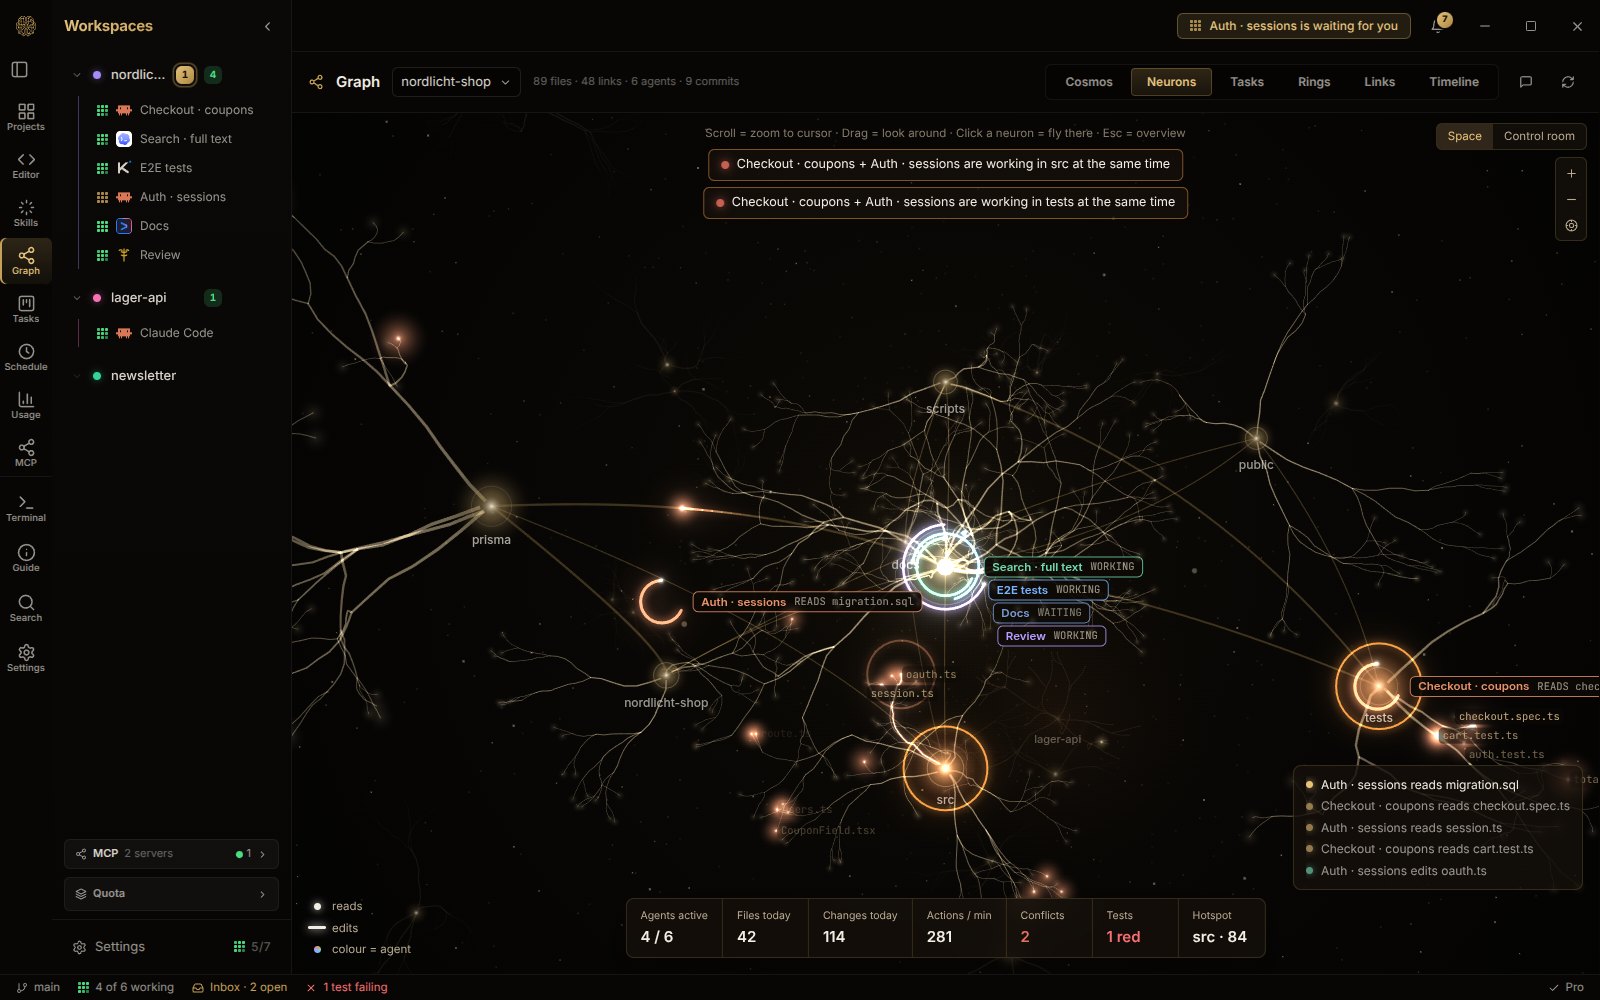 Workspaces
Auth · sessions is waiting for you
7
Projects
Editor
Skills
Graph
Tasks
Schedule
Usage
MCP
Terminal
Guide
Search
Settings
nordlic...
1
4
Checkout · coupons
Search · full text
E2E tests
Auth · sessions
Docs
Review
lager-api
1
Claude Code
newsletter
MCP 2 servers
1
Quota
Settings
5/7
Graph
nordlicht-shop
89 files · 48 links · 6 agents · 9 commits
Cosmos
Neurons
Tasks
Rings
Links
Timeline
Scroll = zoom to cursor · Drag = look around · Click a neuron = fly there · Esc = overview
Space
Control room
Checkout · coupons + Auth · sessions are working in src at the same time
Checkout · coupons + Auth · sessions are working in tests at the same time
scripts
public
prisma
Search · full text WORKING
E2E tests WORKING
Docs WAITING
Review WORKING
Auth · sessions READS migration.sql
oauth.ts
session.ts
nordlicht-shop
lager-api
src
CouponField.tsx
Checkout · coupons READS chec
tests
checkout.spec.ts
cart.test.ts
auth.test.ts
Auth · sessions reads migration.sql
Checkout · coupons reads checkout.spec.ts
Auth · sessions reads session.ts
Checkout · coupons reads cart.test.ts
Auth · sessions edits oauth.ts
reads
edits
colour = agent
Agents active
4 / 6
Files today
42
Changes today
114
Actions / min
281
Conflicts
2
Tests
1 red
Hotspot
src · 84
main
4 of 6 working
Inbox · 2 open
1 test failing
Pro